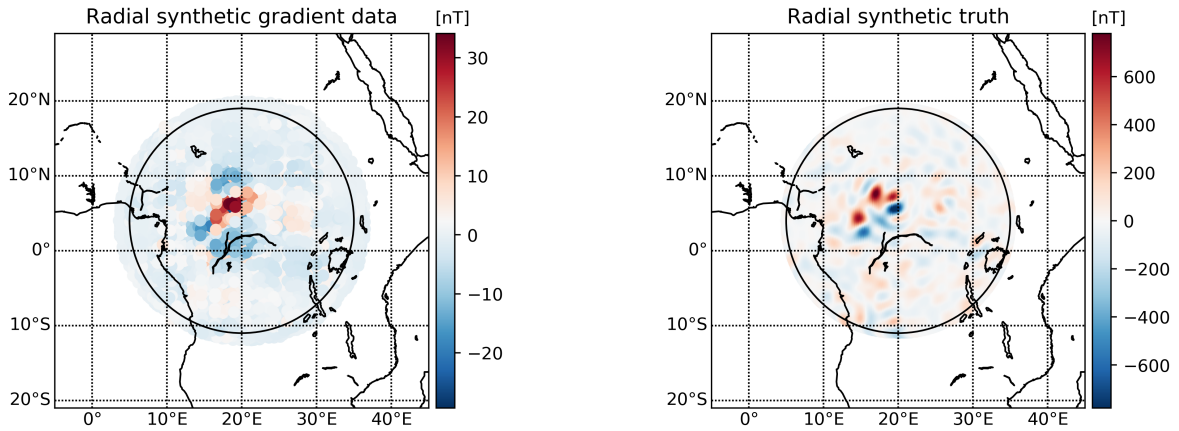 Radial synthetic gradient data
[nT]
20°N
10°N
0°
10°S
20°S
0°
10°E
20°E
30°E
40°E
30
20
10
0
−10
−20
Radial synthetic truth
[nT]
20°N
10°N
0°
10°S
20°S
0°
10°E
20°E
30°E
40°E
600
400
200
0
−200
−400
−600